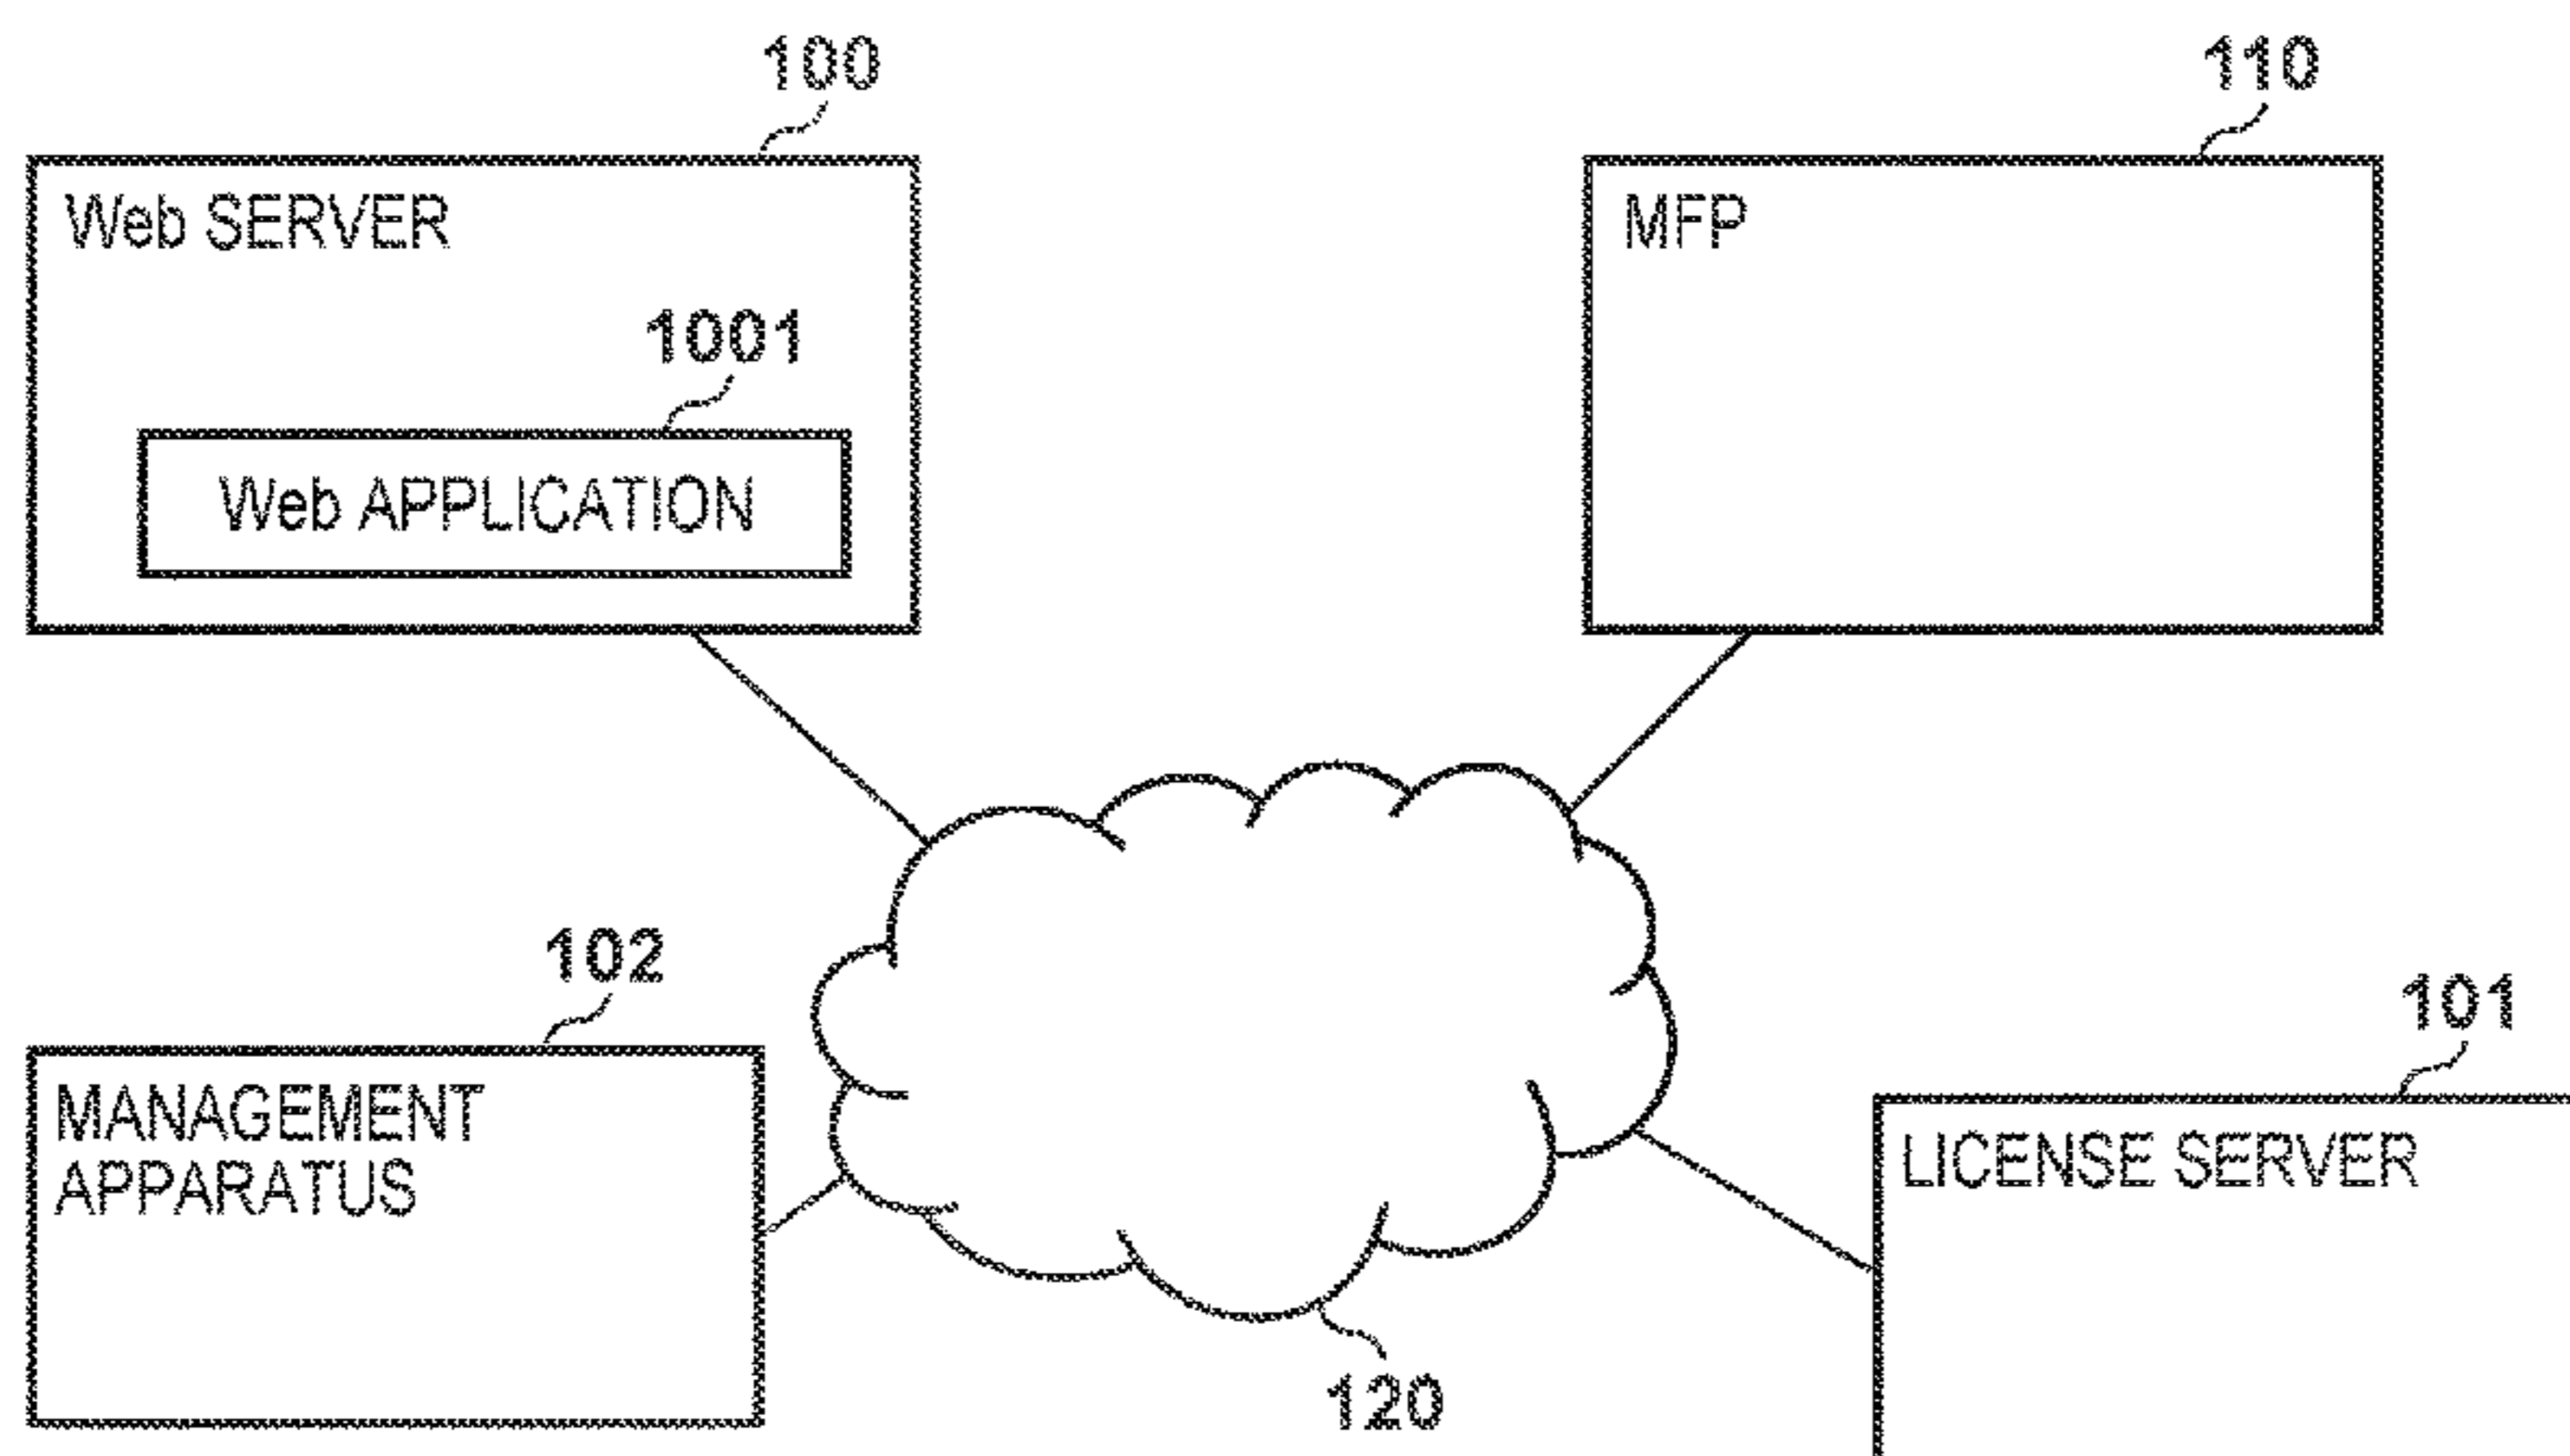 100
110
Web SERVER
MFP
1001
Web APPLICATION
102
101
MANAGEMENT
APPARATUS
LICENSE SERVER
120